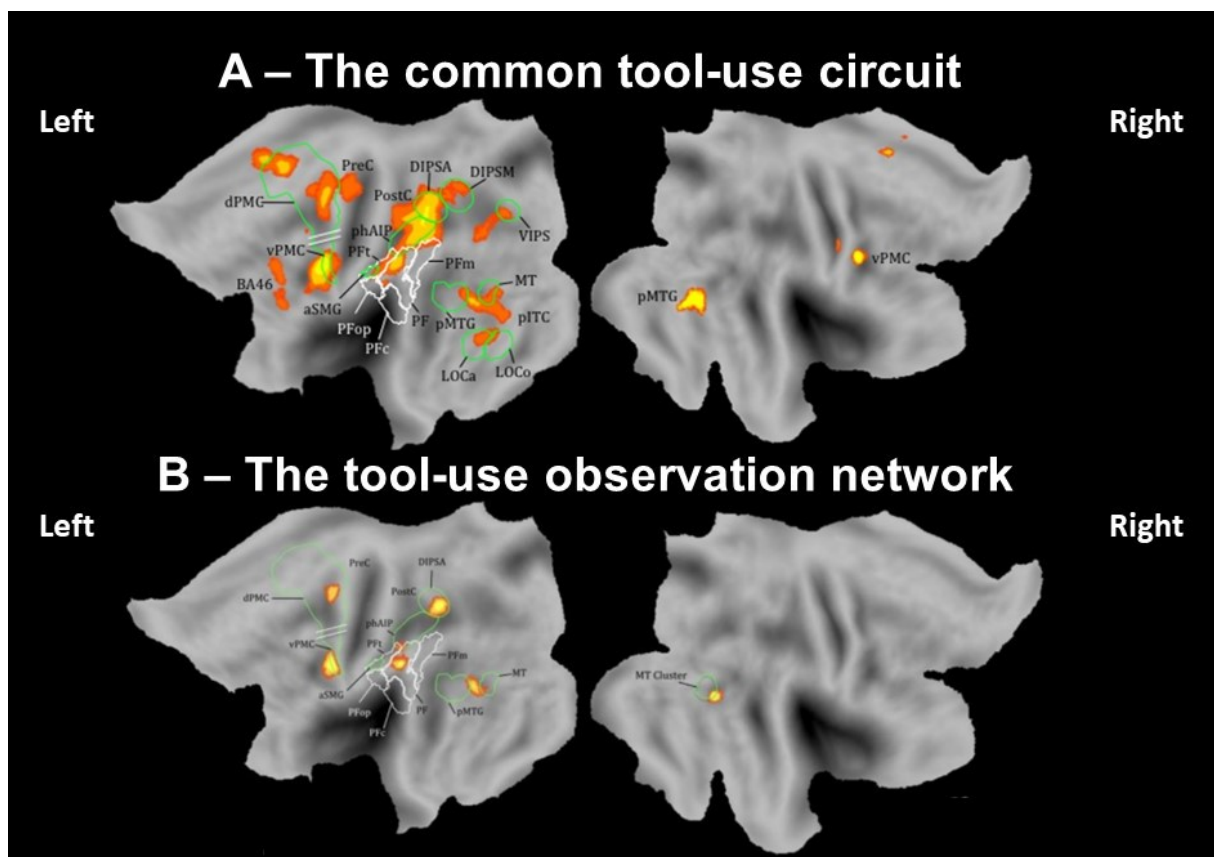 A – The common tool-use circuit
Left
Right
DIPSA
DIPSM
PreC
PostC
dPMC
phAIP
VIPS
vPMC
PFt
PFm
vPMC
BA46
MT
aSMG
pMTG
PFop
PF
pMTG
pITC
PFc
LOCa
LOCo
B – The tool-use observation network
Left
Right
PreC
DIPSA
PostC
dPMC
phAIP
vPMC
PFt
PFm
MT
MT Cluster
aSMG
PFop
PF
pMTG
PFc